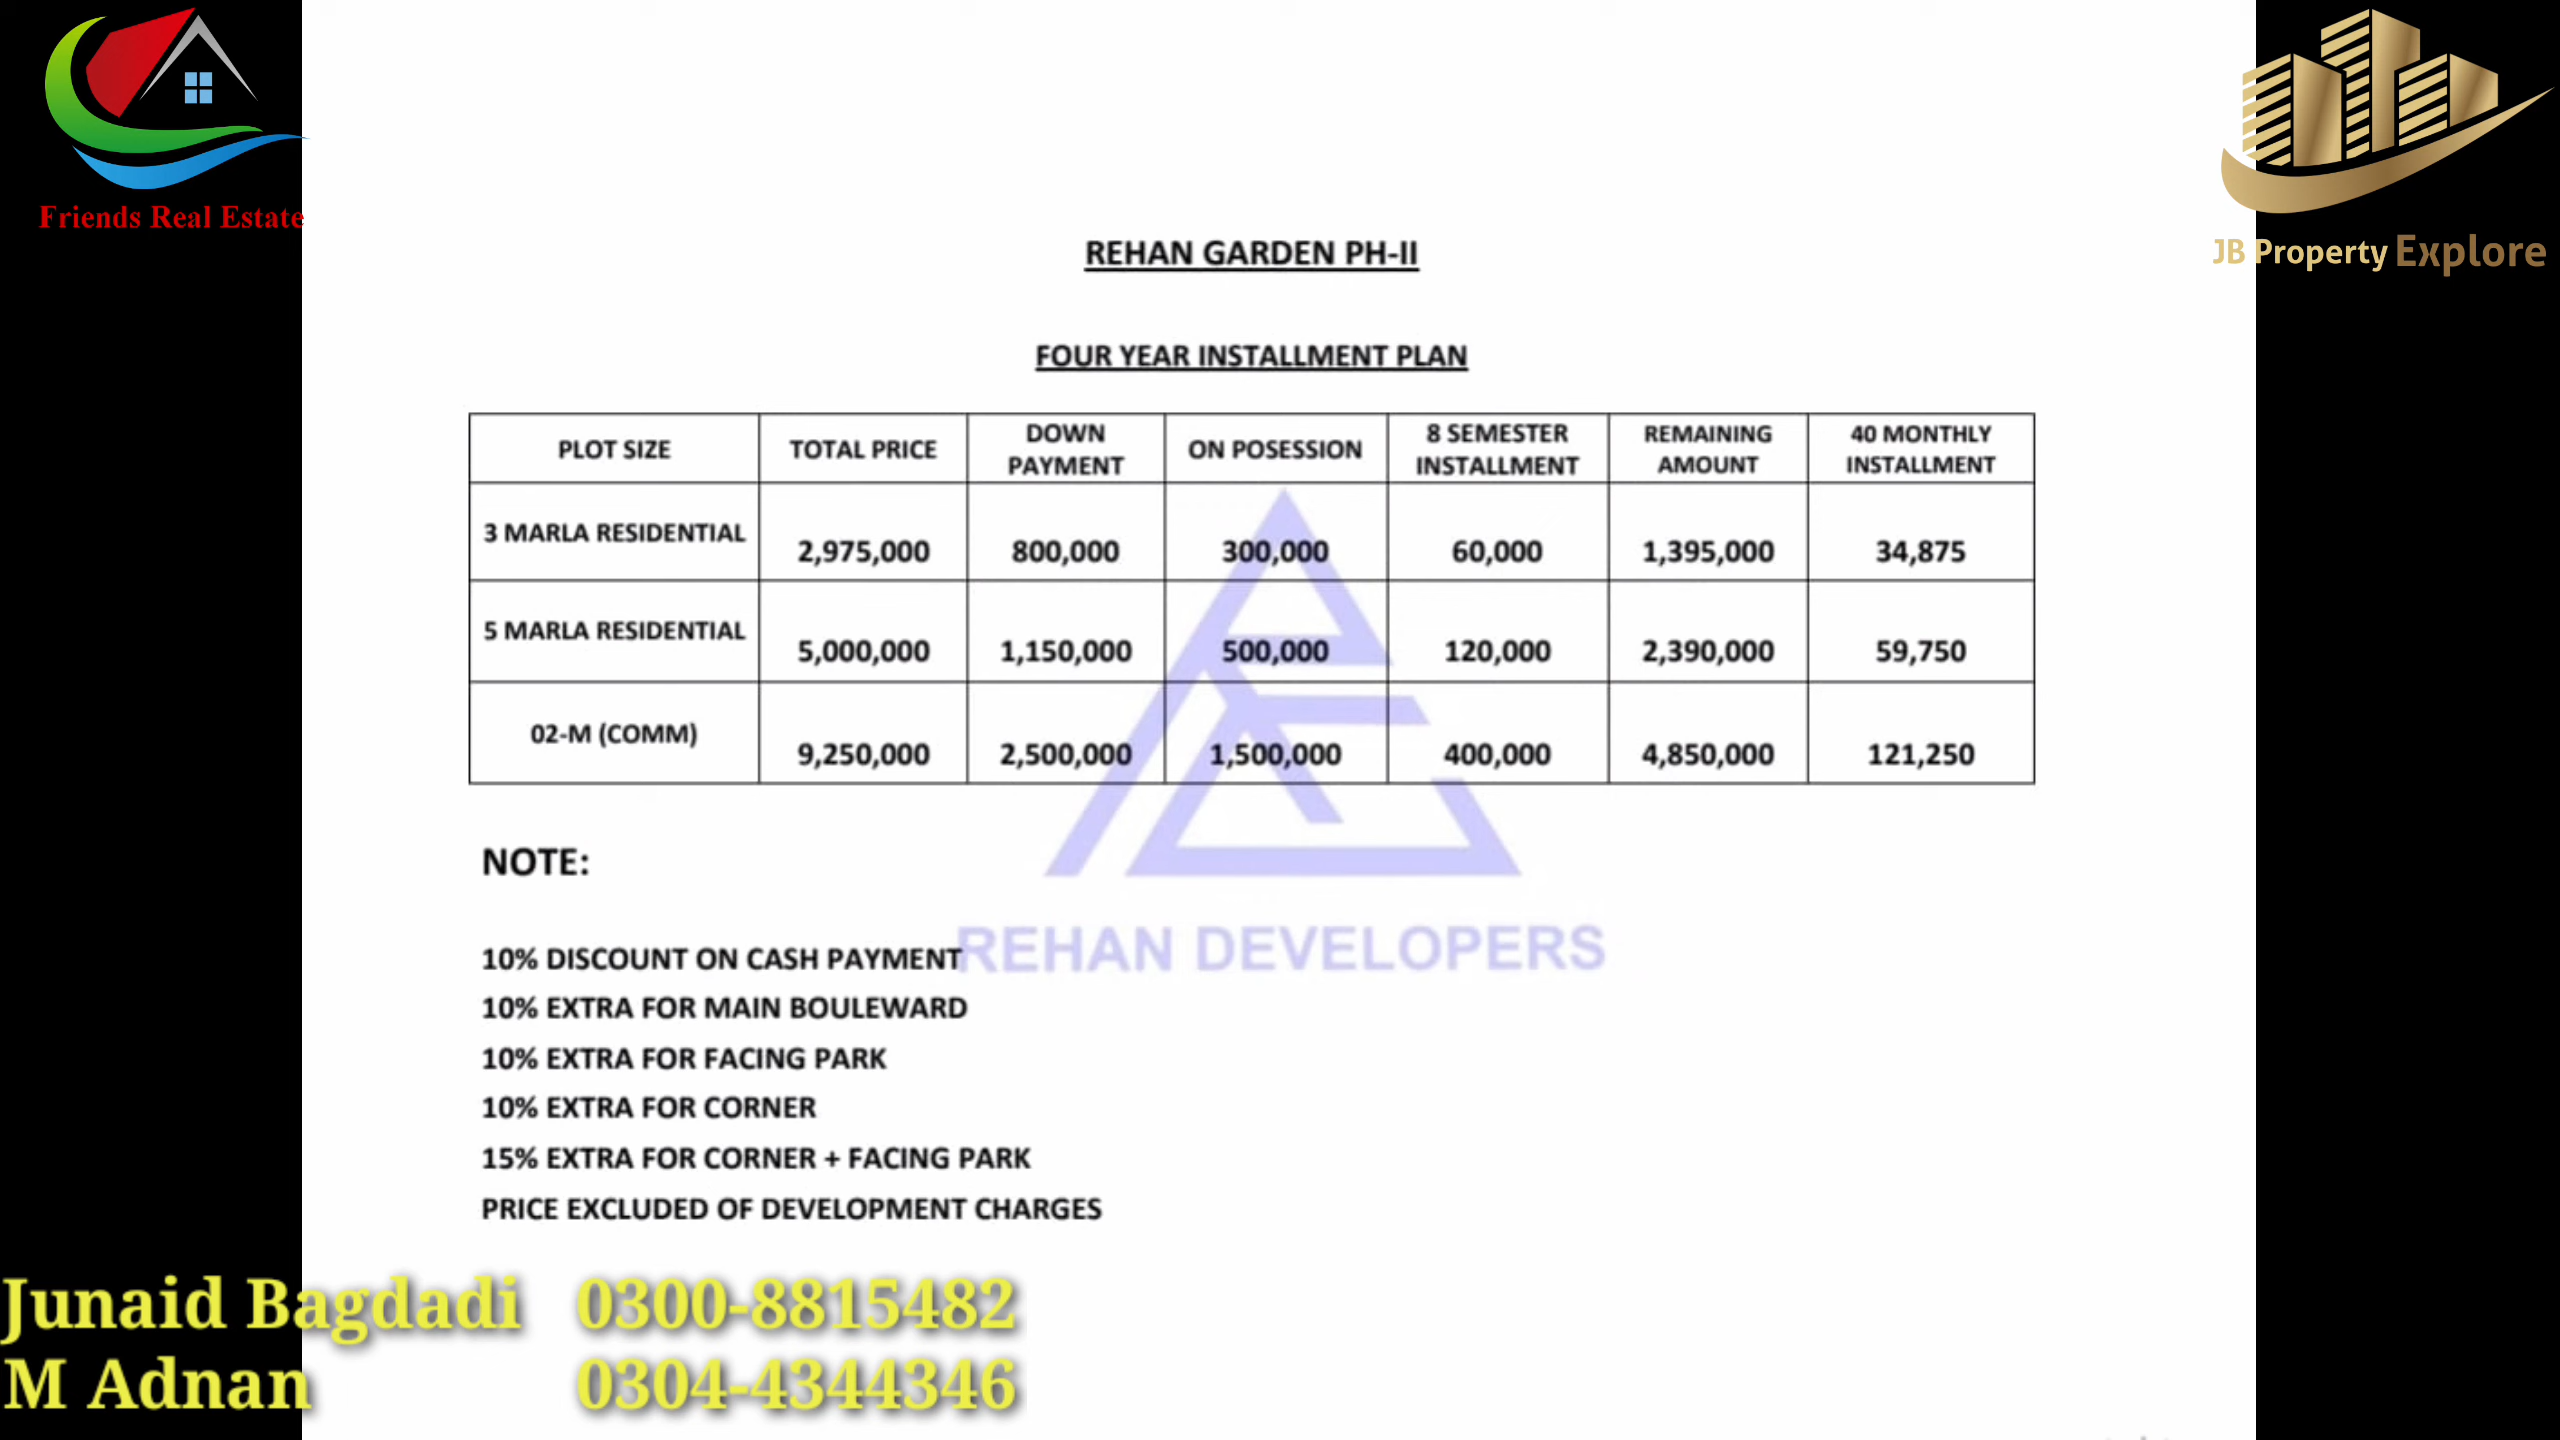 Friends Real Estate
JB Property Explore
REHAN GARDEN PH-II
FOUR YEAR INSTALLMENT PLAN
PLOT SIZE TOTAL PRICE DOWN PAYMENT ON POSESSION 8 SEMESTER INSTALLMENT REMAINING AMOUNT 40 MONTHLY INSTALLMENT
3 MARLA RESIDENTIAL 2,975,000 800,000 300,000 60,000 1,395,000 34,875
5 MARLA RESIDENTIAL 5,000,000 1,150,000 500,000 120,000 2,390,000 59,750
02-M (COMM) 9,250,000 2,500,000 1,500,000 400,000 4,850,000 121,250
NOTE:
REHAN DEVELOPERS
10% DISCOUNT ON CASH PAYMENT
10% EXTRA FOR MAIN BOULEWARD
10% EXTRA FOR FACING PARK
10% EXTRA FOR CORNER
15% EXTRA FOR CORNER + FACING PARK
PRICE EXCLUDED OF DEVELOPMENT CHARGES
Junaid Bagdadi 0300-8815482
M Adnan 0304-4344346